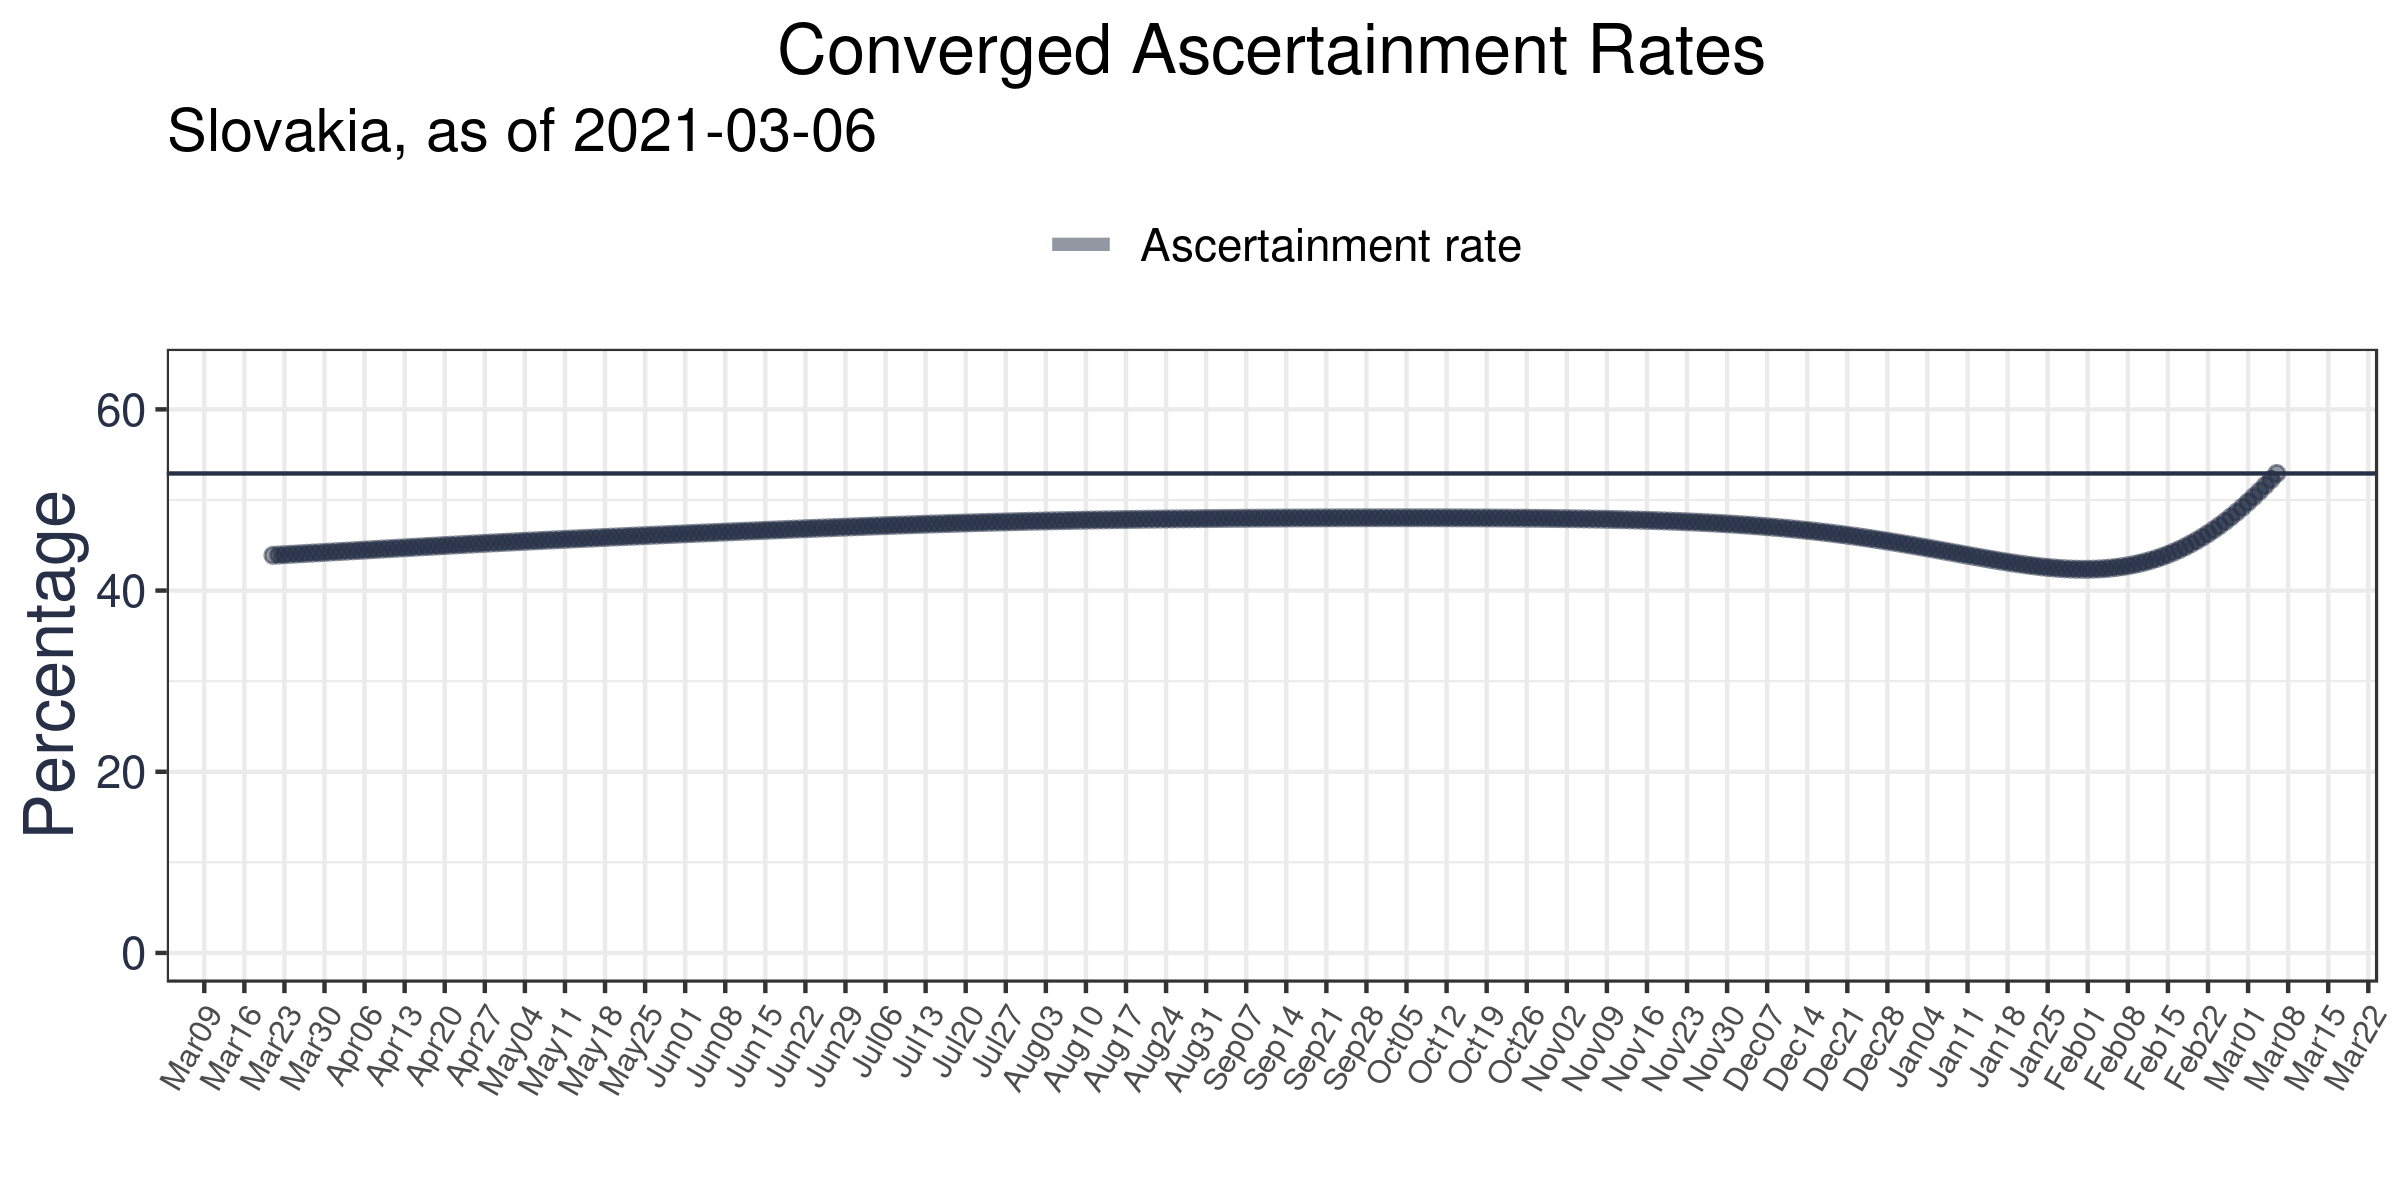 Converged Ascertainment Rates
Slovakia, as of 2021-03-06
Ascertainment rate
Percentage
60
40
20
0
Mar09 Mar16 Mar23 Mar30 Apr06 Apr13 Apr20 Apr27 May04 May11 May18 May25 Jun01 Jun08 Jun15 Jun22 Jun29 Jul06 Jul13 Jul20 Jul27 Aug03 Aug10 Aug17 Aug24 Aug31 Sep07 Sep14 Sep21 Sep28 Oct05 Oct12 Oct19 Oct26 Nov02 Nov09 Nov16 Nov23 Nov30 Dec07 Dec14 Dec21 Dec28 Jan04 Jan11 Jan18 Jan25 Feb01 Feb08 Feb15 Feb22 Mar01 Mar08 Mar15 Mar22